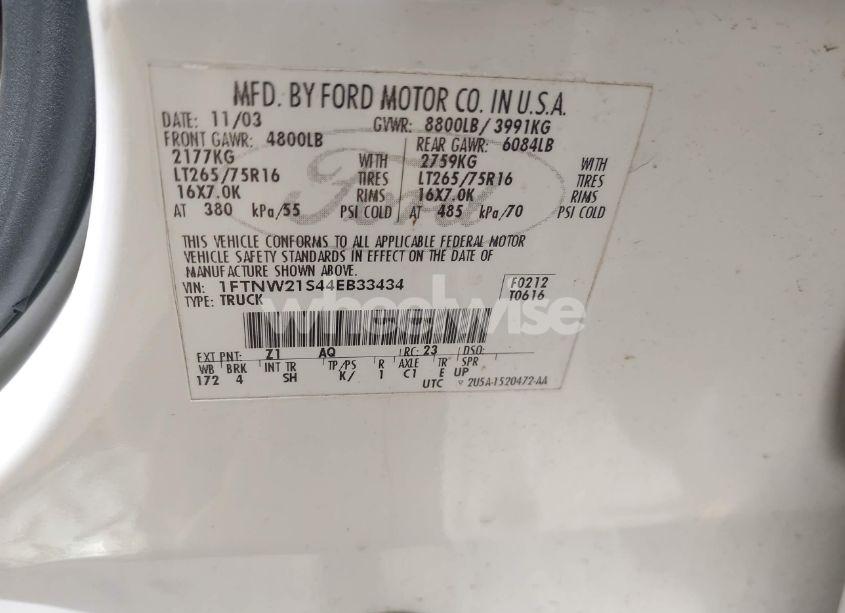 MFD. BY FORD MOTOR CO. IN U.S.A.
DATE: 11/03 GVWR: 8800LB/ 3991KG
FRONT GAWR: 4800LB REAR GAWR: 6084LB
2177KG WITH 2759KG WITH
LT265/75R16 TIRES LT265/75R16 TIRES
16X7.0K RIMS 16X7.0K RIMS
AT 380 kPa/55 PSI COLD AT 485 kPa/70 PSI COLD
Ford
THIS VEHICLE CONFORMS TO ALL APPLICABLE FEDERAL MOTOR
VEHICLE SAFETY STANDARDS IN EFFECT ON THE DATE OF
MANUFACTURE SHOWN ABOVE.
VIN: 1FTNW21S44EB33434 F0212
TYPE: TRUCK T0616
wheelwise
EXT PNT: Z1 AQ RC: 23 DSO:
WB BRK INT TR TP/PS R AXLE TR SPR
172 4 SH K/ 1 C1 E UP
UTC 2U5A-1520472-AA